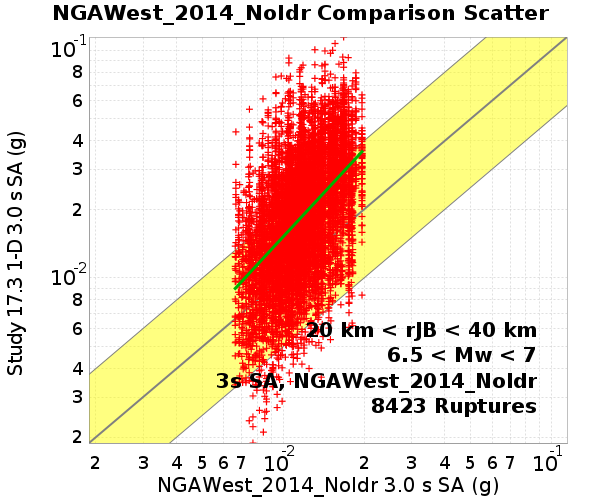 NGAWest_2014_NoIdr Comparison Scatter
10-1
8
6
4
3
2
10-2
8
6
4
3
2
Study 17.3 1-D 3.0 s SA (g)
20 km < rJB < 40 km
6.5 < Mw < 7
3s SA, NGAWest_2014_NoIdr
8423 Ruptures
2 3 4 5 6 7 10-2 2 3 4 5 6 7 10-1
NGAWest_2014_NoIdr 3.0 s SA (g)